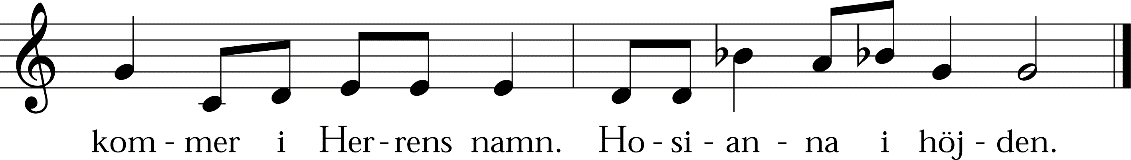 kom - mer i Her - rens namn. Ho - si - an - na i höj - den.